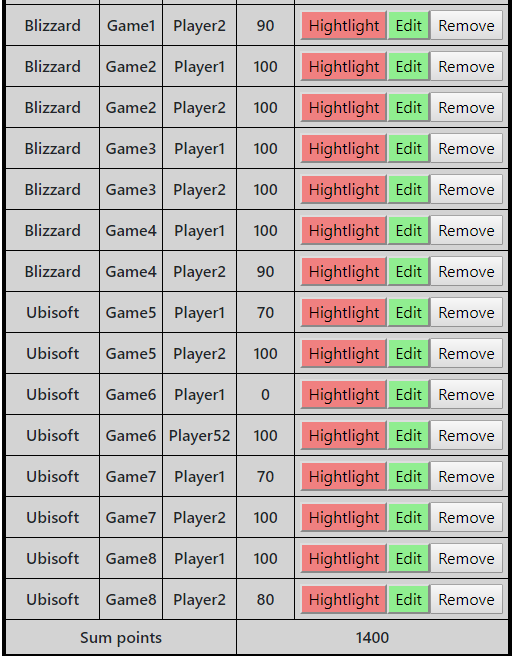 Blizzard Game1 Player2 90 Hightlight Edit Remove
Blizzard Game2 Player1 100 Hightlight Edit Remove
Blizzard Game2 Player2 100 Hightlight Edit Remove
Blizzard Game3 Player1 100 Hightlight Edit Remove
Blizzard Game3 Player2 100 Hightlight Edit Remove
Blizzard Game4 Player1 100 Hightlight Edit Remove
Blizzard Game4 Player2 90 Hightlight Edit Remove
Ubisoft Game5 Player1 70 Hightlight Edit Remove
Ubisoft Game5 Player2 100 Hightlight Edit Remove
Ubisoft Game6 Player1 0 Hightlight Edit Remove
Ubisoft Game6 Player52 100 Hightlight Edit Remove
Ubisoft Game7 Player1 70 Hightlight Edit Remove
Ubisoft Game7 Player2 100 Hightlight Edit Remove
Ubisoft Game8 Player1 100 Hightlight Edit Remove
Ubisoft Game8 Player2 80 Hightlight Edit Remove
Sum points 1400